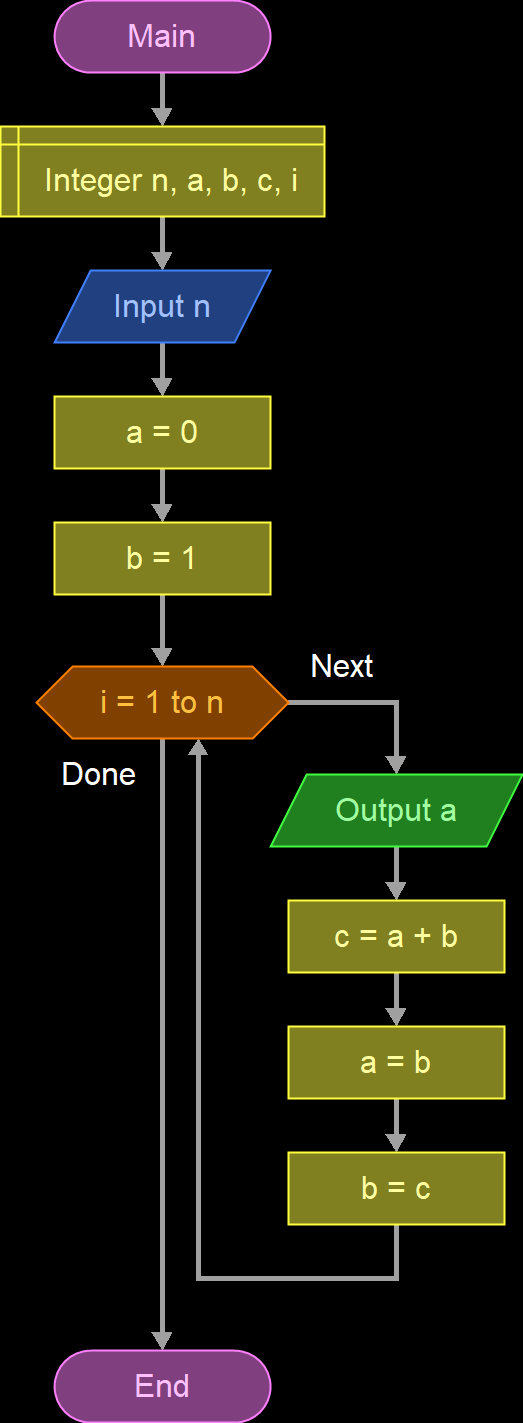 Main
Integer n, a, b, c, i
Input n
a = 0
b = 1
i = 1 to n
Next
Done
Output a
c = a + b
a = b
b = c
End